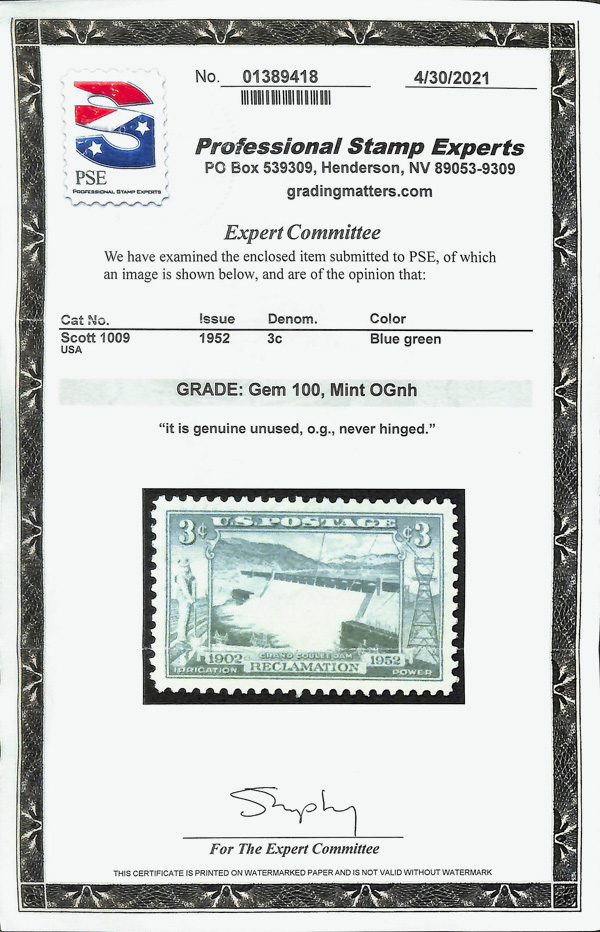 No. 01389418 4/30/2021
PSE
PROFESSIONAL STAMP EXPERTS
Professional Stamp Experts
PO Box 539309, Henderson, NV 89053-9309
gradingmatters.com
Expert Committee
We have examined the enclosed item submitted to PSE, of which
an image is shown below, and are of the opinion that:
Cat No. Issue Denom. Color
Scott 1009 1952 3c Blue green
USA
GRADE: Gem 100, Mint OGnh
“it is genuine unused, o.g., never hinged.”
3¢ U.S. POSTAGE ¢3
1902 GRAND COULEE DAM 1952
IRRIGATION RECLAMATION POWER
For The Expert Committee
THIS CERTIFICATE IS PRINTED ON WATERMARKED PAPER AND IS NOT VALID WITHOUT WATERMARK